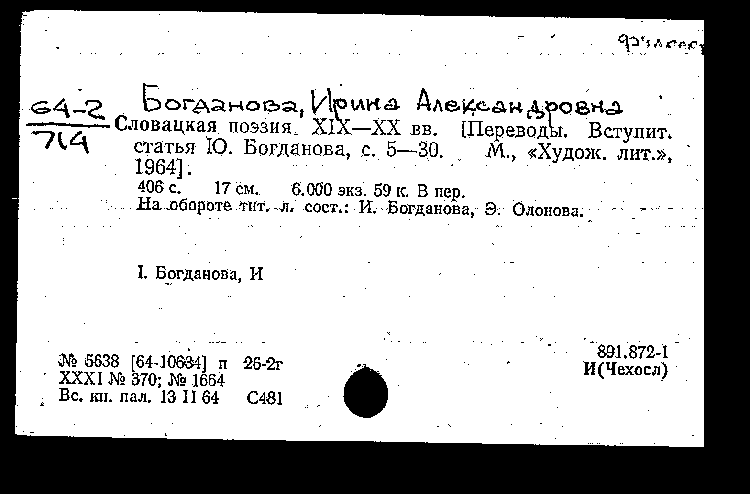 Богданова, Ирина Александровна
64-2
714
Словацкая поэзия. XIX—XX вв. [Переводы. Вступит.
статья Ю. Богданова, с. 5—30. М., «Худож. лит.»,
1964].
406 с. 17 см. 6.000 экз. 59 к. В пер.
На обороте тит. л. сост.: И. Богданова, Э. Олонова.
I. Богданова, И
891.872-1
И(Чехосл)
№ 5638 [64-10634] п 26-2г
XXXI № 370; № 1664
Вс. кн. пал. 13 II 64 С481